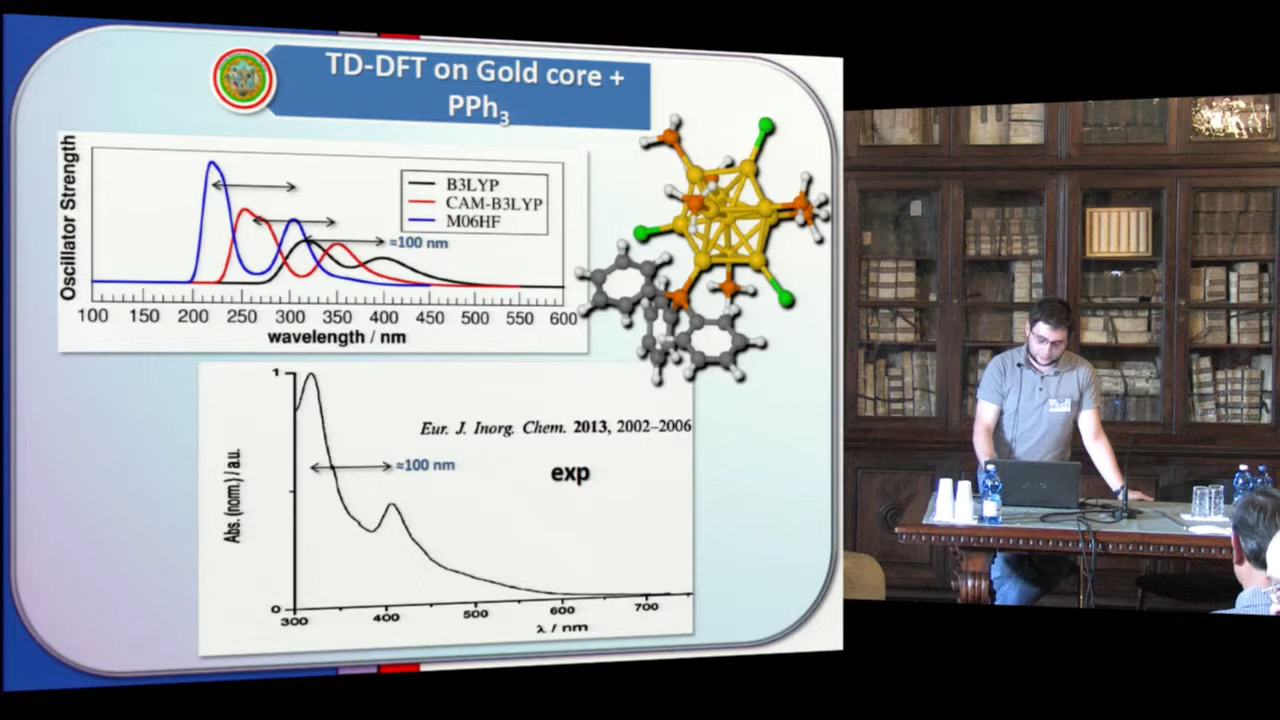 TD-DFT on Gold core +
PPh3
Oscillator Strength
B3LYP
CAM-B3LYP
M06HF
≈100 nm
100 150 200 250 300 350 400 450 500 550 600
wavelength / nm
1
Eur. J. Inorg. Chem. 2013, 2002–2006
≈100 nm
exp
Abs. (norm.) / a.u.
0
300 400 500 600 700
λ / nm